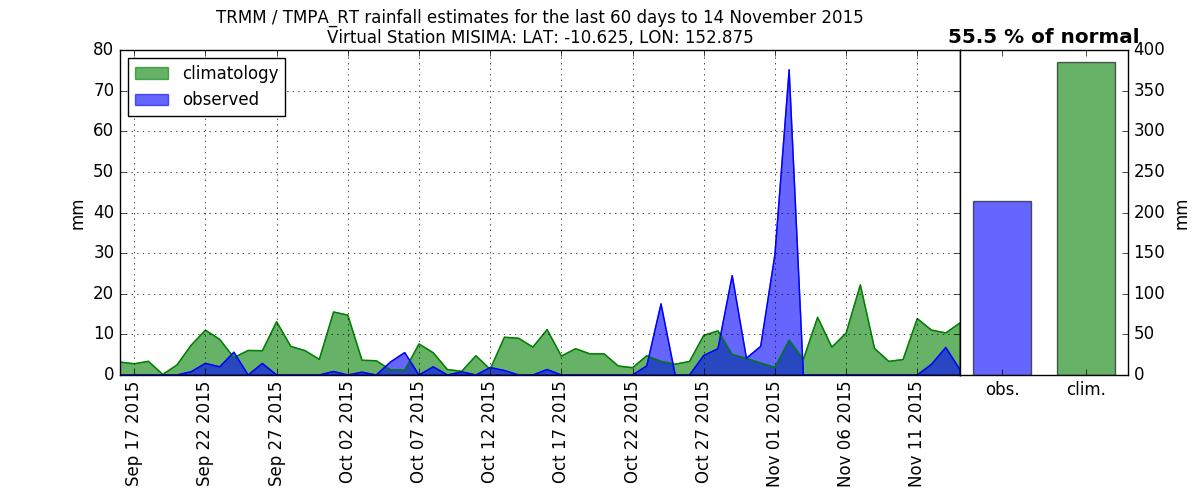 TRMM / TMPA_RT rainfall estimates for the last 60 days to 14 November 2015
Virtual Station MISIMA: LAT: -10.625, LON: 152.875
55.5 % of normal
climatology
observed
80
70
60
50
40
30
20
10
0
mm
400
350
300
250
200
150
100
50
0
mm
Sep 17 2015
Sep 22 2015
Sep 27 2015
Oct 02 2015
Oct 07 2015
Oct 12 2015
Oct 17 2015
Oct 22 2015
Oct 27 2015
Nov 01 2015
Nov 06 2015
Nov 11 2015
obs.
clim.